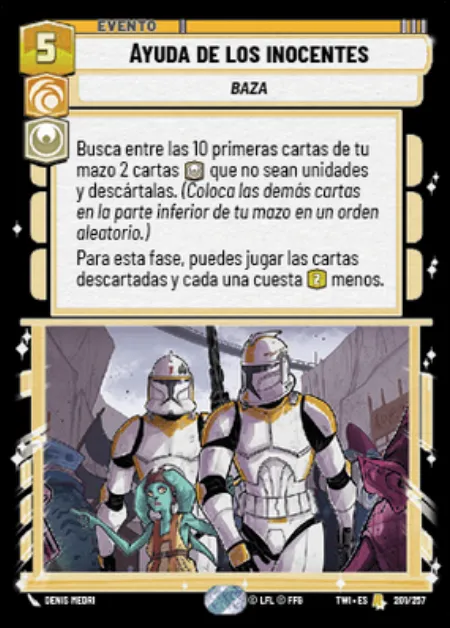 EVENTO
5
AYUDA DE LOS INOCENTES
BAZA
Busca entre las 10 primeras cartas de tu
mazo 2 cartas que no sean unidades
y descártalas. (Coloca las demás cartas
en la parte inferior de tu mazo en un orden
aleatorio.)
Para esta fase, puedes jugar las cartas
descartadas y cada una cuesta 2 menos.
DENIS MEDRI
© LFL © FFG
TWI • ES
201/257